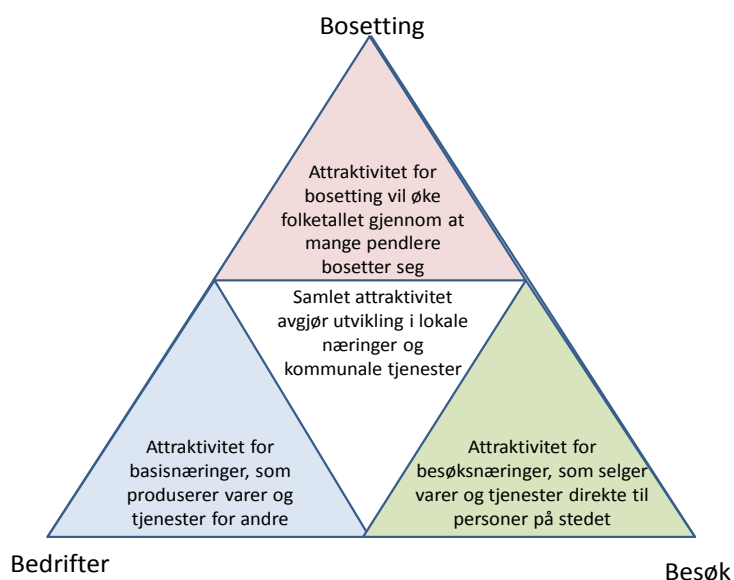 Bosetting
Attraktivitet for
bosetting vil øke
folketallet gjennom at
mange pendlere
bosetter seg
Samlet attraktivitet
avgjør utvikling i lokale
næringer og
kommunale tjenester
Attraktivitet for
basisnæringer, som
produserer varer og
tjenester for andre
Attraktivitet for
besøksnæringer, som selger
varer og tjenester direkte til
personer på stedet
Bedrifter
Besøk